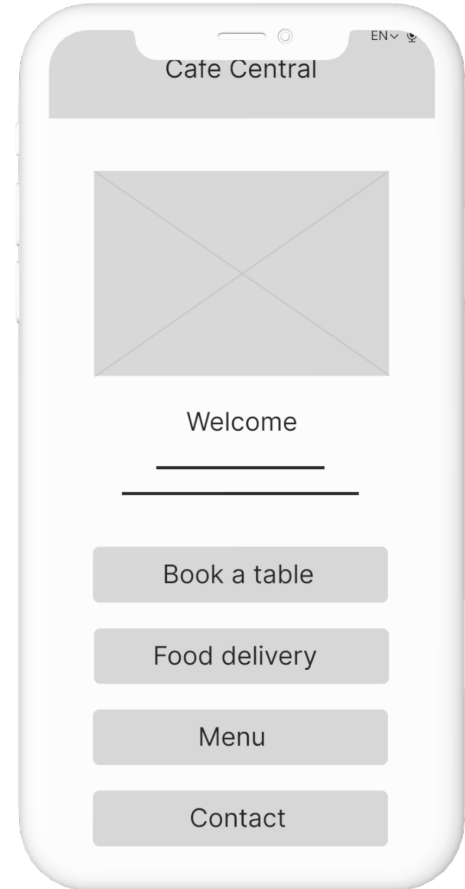 EN
Cafe Central
Welcome
Book a table
Food delivery
Menu
Contact